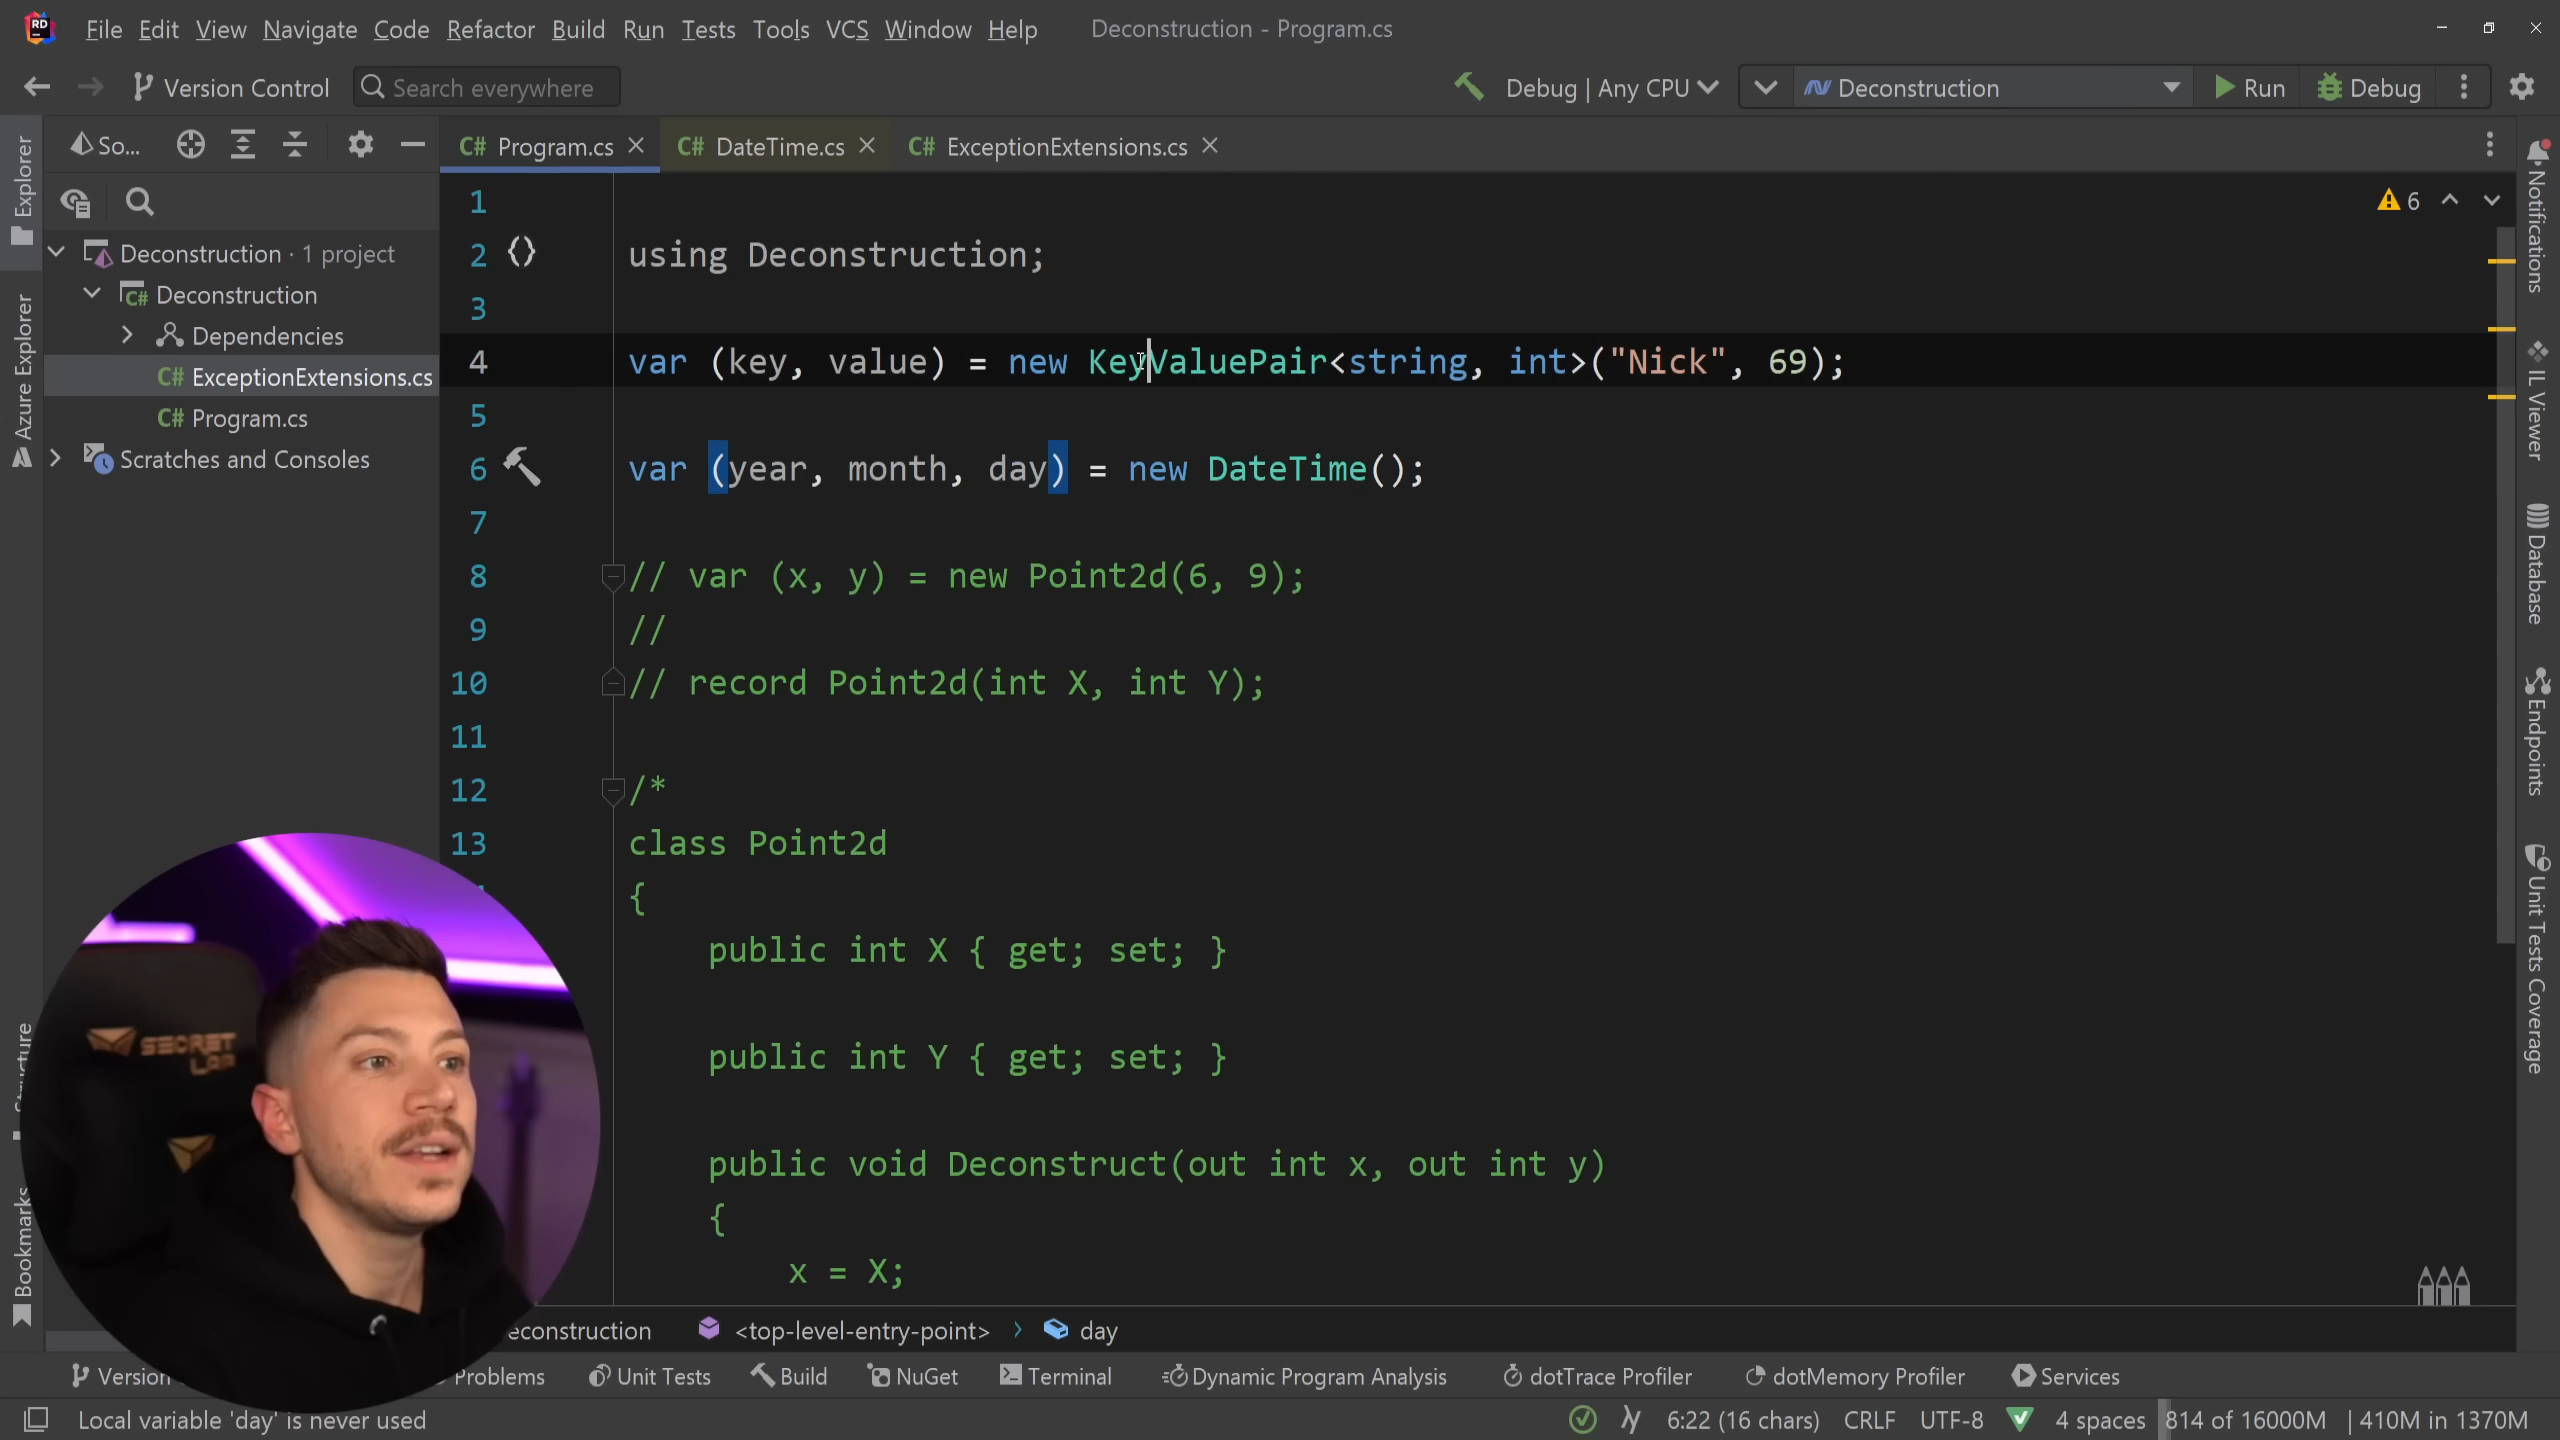 RD File Edit View Navigate Code Refactor Build Run Tests Tools VCS Window Help Deconstruction - Program.cs
Version Control Search everywhere Debug | Any CPU Deconstruction Run Debug
So... C# Program.cs C# DateTime.cs C# ExceptionExtensions.cs
Explorer
Azure Explorer
Structure
Bookmarks
Deconstruction · 1 project
C# Deconstruction
Dependencies
C# ExceptionExtensions.cs
C# Program.cs
Scratches and Consoles
6
1
2 using Deconstruction;
3
4 var (key, value) = new KeyValuePair<string, int>("Nick", 69);
5
6 var (year, month, day) = new DateTime();
7
8 // var (x, y) = new Point2d(6, 9);
9 //
10 // record Point2d(int X, int Y);
11
12 /*
13 class Point2d
{
public int X { get; set; }
public int Y { get; set; }
public void Deconstruct(out int x, out int y)
{
x = X;
SECRET
LAB
Notifications
IL Viewer
Database
Endpoints
Unit Tests Coverage
econstruction <top-level-entry-point> day
Version Problems Unit Tests Build NuGet Terminal Dynamic Program Analysis dotTrace Profiler dotMemory Profiler Services
Local variable 'day' is never used 6:22 (16 chars) CRLF UTF-8 4 spaces 814 of 16000M | 410M in 1370M